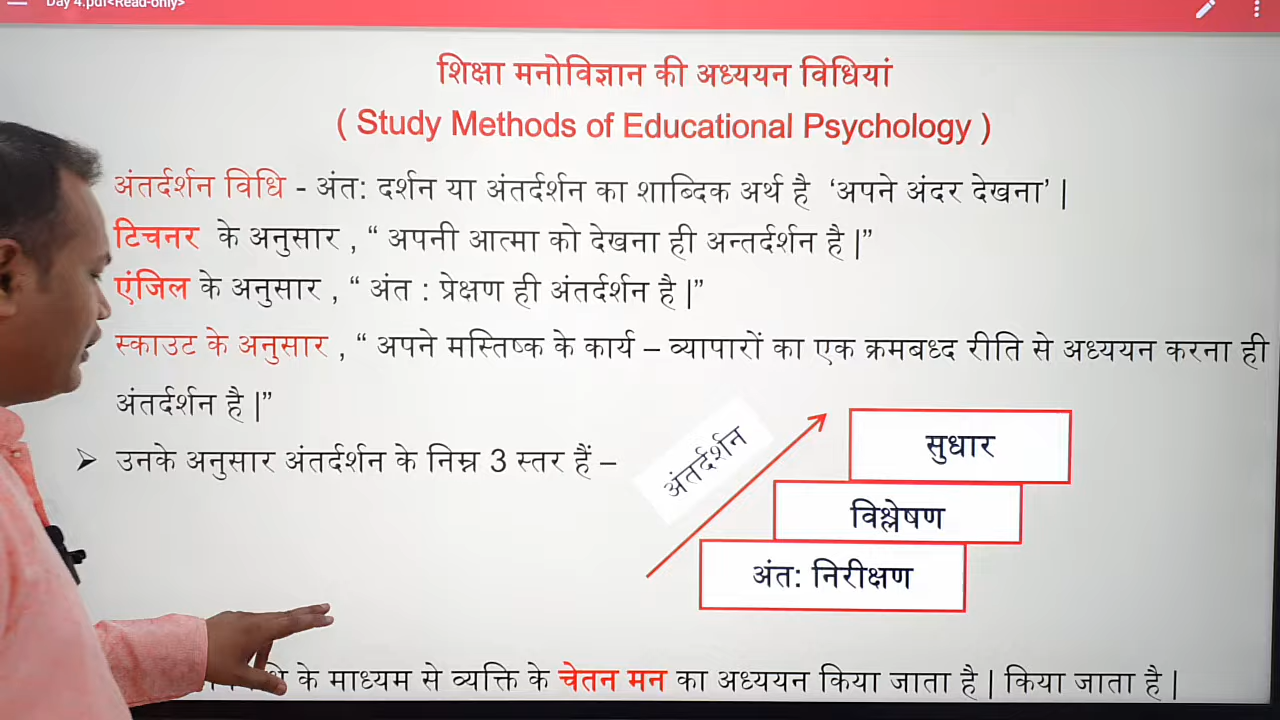 Day 4.pdf<Read-only>
शिक्षा मनोविज्ञान की अध्ययन विधियां
( Study Methods of Educational Psychology )
अंतर्दर्शन विधि - अंत: दर्शन या अंतर्दर्शन का शाब्दिक अर्थ है ‘अपने अंदर देखना’ |
टिचनर के अनुसार , “ अपनी आत्मा को देखना ही अन्तर्दर्शन है |”
एंजिल के अनुसार , “ अंत : प्रेक्षण ही अंतर्दर्शन है |”
स्काउट के अनुसार , “ अपने मस्तिष्क के कार्य – व्यापारों का एक क्रमबध्द रीति से अध्ययन करना ही
अंतर्दर्शन है |”
➢ उनके अनुसार अंतर्दर्शन के निम्न 3 स्तर हैं –
अंतर्दर्शन
सुधार
विश्लेषण
अंत: निरीक्षण
के माध्यम से व्यक्ति के चेतन मन का अध्ययन किया जाता है | किया जाता है |